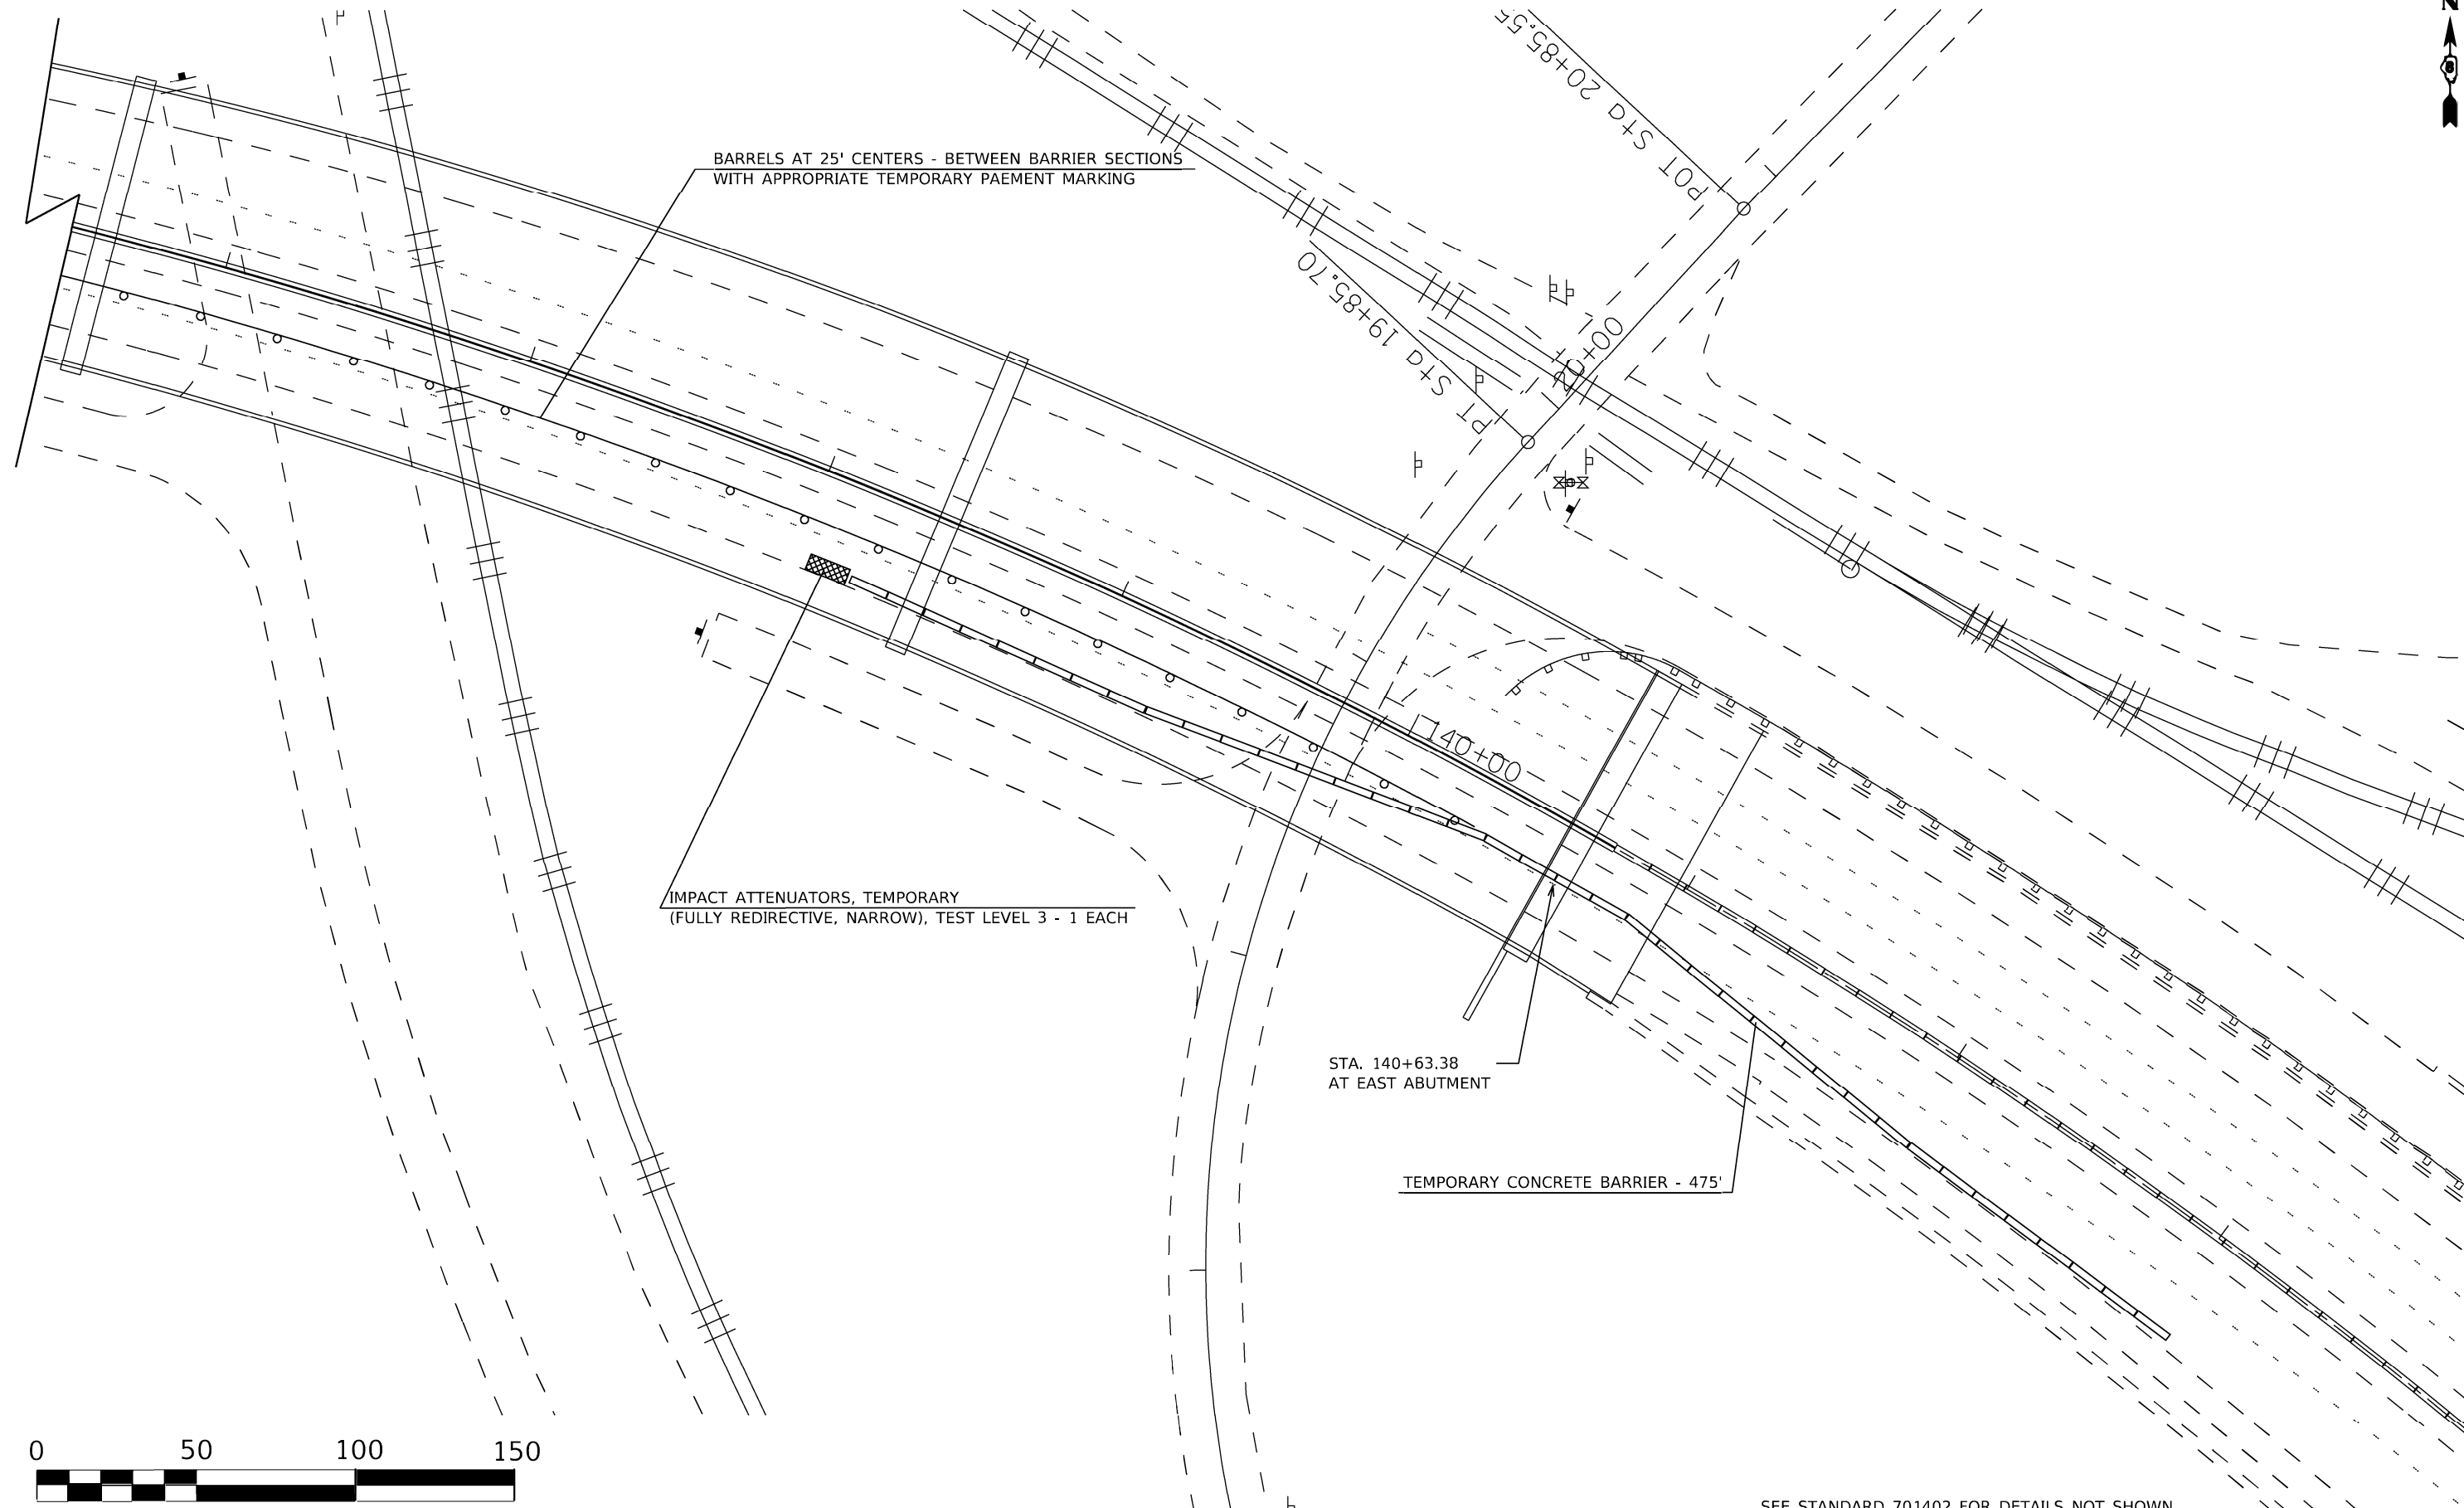 N
POT Sta 20+85.55
BARRELS AT 25' CENTERS - BETWEEN BARRIER SECTIONS
WITH APPROPRIATE TEMPORARY PAEMENT MARKING
PT Sta 19+85.70
20+00
140+00
IMPACT ATTENUATORS, TEMPORARY
(FULLY REDIRECTIVE, NARROW), TEST LEVEL 3 - 1 EACH
STA. 140+63.38
AT EAST ABUTMENT
TEMPORARY CONCRETE BARRIER - 475'
0 50 100 150
SEE STANDARD 701402 FOR DETAILS NOT SHOWN